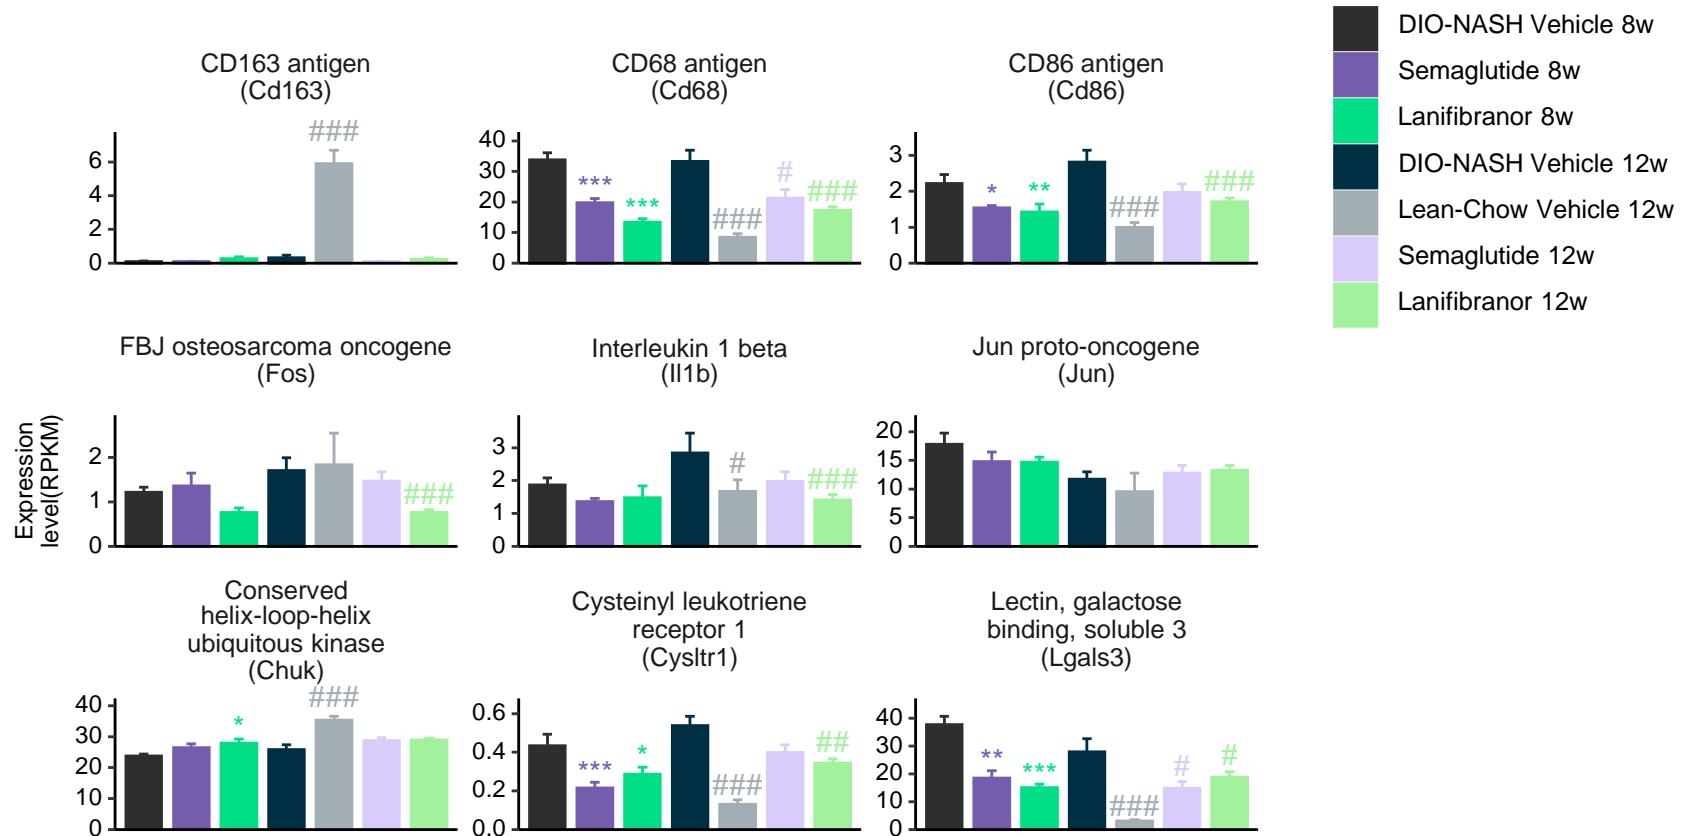 DIO-NASH Vehicle 8w
Semaglutide 8w
Lanifibranor 8w
DIO-NASH Vehicle 12w
Lean-Chow Vehicle 12w
Semaglutide 12w
Lanifibranor 12w
CD163 antigen
(Cd163)
###
6
4
2
0
CD68 antigen
(Cd68)
40
30
20
10
0
***
***
###
#
###
CD86 antigen
(Cd86)
3
2
1
0
*
**
###
###
Expression
level(RPKM)
FBJ osteosarcoma oncogene
(Fos)
2
1
0
###
Interleukin 1 beta
(Il1b)
3
2
1
0
#
###
Jun proto-oncogene
(Jun)
20
15
10
5
0
Conserved
helix-loop-helix
ubiquitous kinase
(Chuk)
40
30
20
10
0
*
###
Cysteinyl leukotriene
receptor 1
(Cysltr1)
0.6
0.4
0.2
0.0
***
*
###
##
Lectin, galactose
binding, soluble 3
(Lgals3)
40
30
20
10
0
**
***
###
#
#